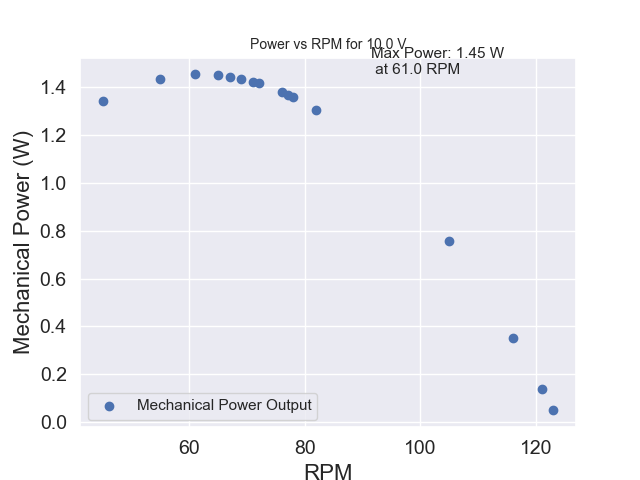 Power vs RPM for 10.0 V
Max Power: 1.45 W
at 61.0 RPM
1.4
1.2
1.0
0.8
0.6
0.4
0.2
0.0
Mechanical Power (W)
Mechanical Power Output
60 80 100 120
RPM